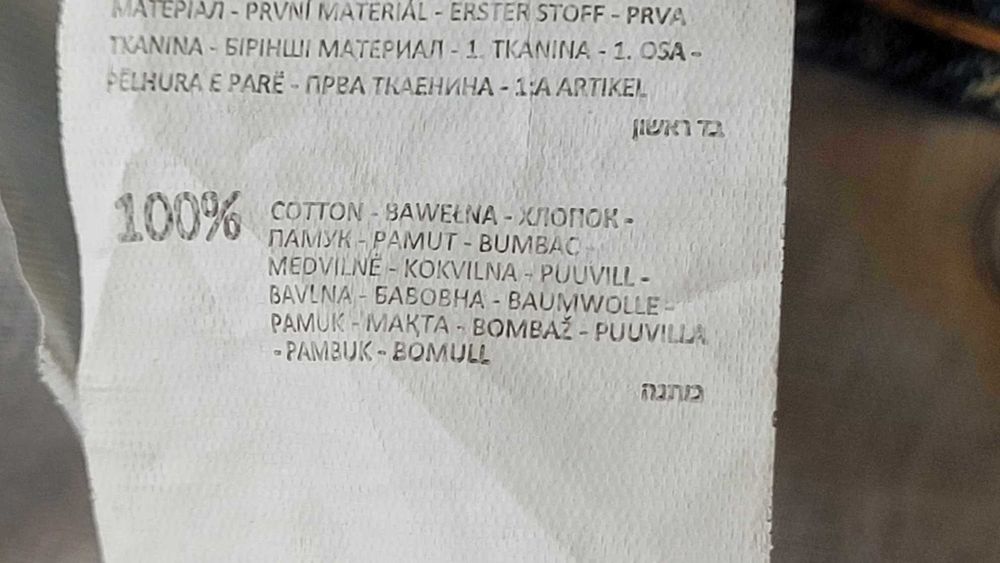 МАТЕРІАЛ - PRVNÍ MATERIÁL - ERSTER STOFF - PRVA
TKANINA - БІРІНШІ МАТЕРИАЛ - 1. TKANINA - 1. OSA -
PËLHURA E PARË - ПРВА ТКАЕНИНА - 1:A ARTIKEL
בד ראשון
100% COTTON - BAWEŁNA - ХЛОПОК -
ПАМУК - PAMUT - BUMBAC -
MEDVILNĖ - KOKVILNA - PUUVILL -
BAVLNA - БАВОВНА - BAUMWOLLE -
PAMUK - МАҚТА - BOMBAŽ - PUUVILLA
- PAMBUK - BOMULL
כותנה